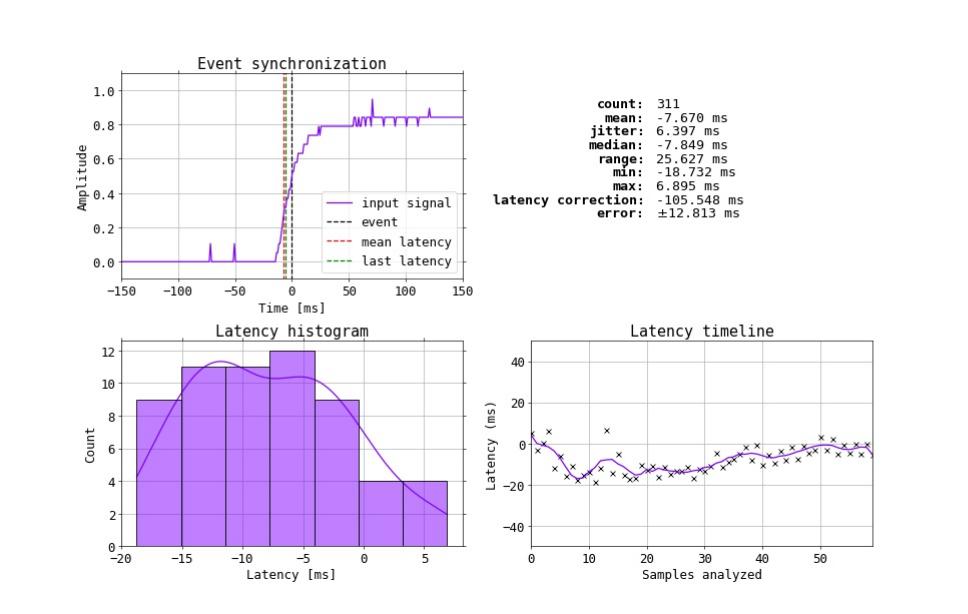 Event synchronization
1.0
0.8
0.6
0.4
0.2
0.0
Amplitude
input signal
event
mean latency
last latency
−150 −100 −50 0 50 100 150
Time [ms]
count: 311
mean: -7.670 ms
jitter: 6.397 ms
median: -7.849 ms
range: 25.627 ms
min: -18.732 ms
max: 6.895 ms
latency correction: -105.548 ms
error: ±12.813 ms
Latency histogram
12
10
8
6
4
2
0
Count
−20 −15 −10 −5 0 5
Latency [ms]
Latency timeline
40
20
0
−20
−40
Latency (ms)
0 10 20 30 40 50
Samples analyzed